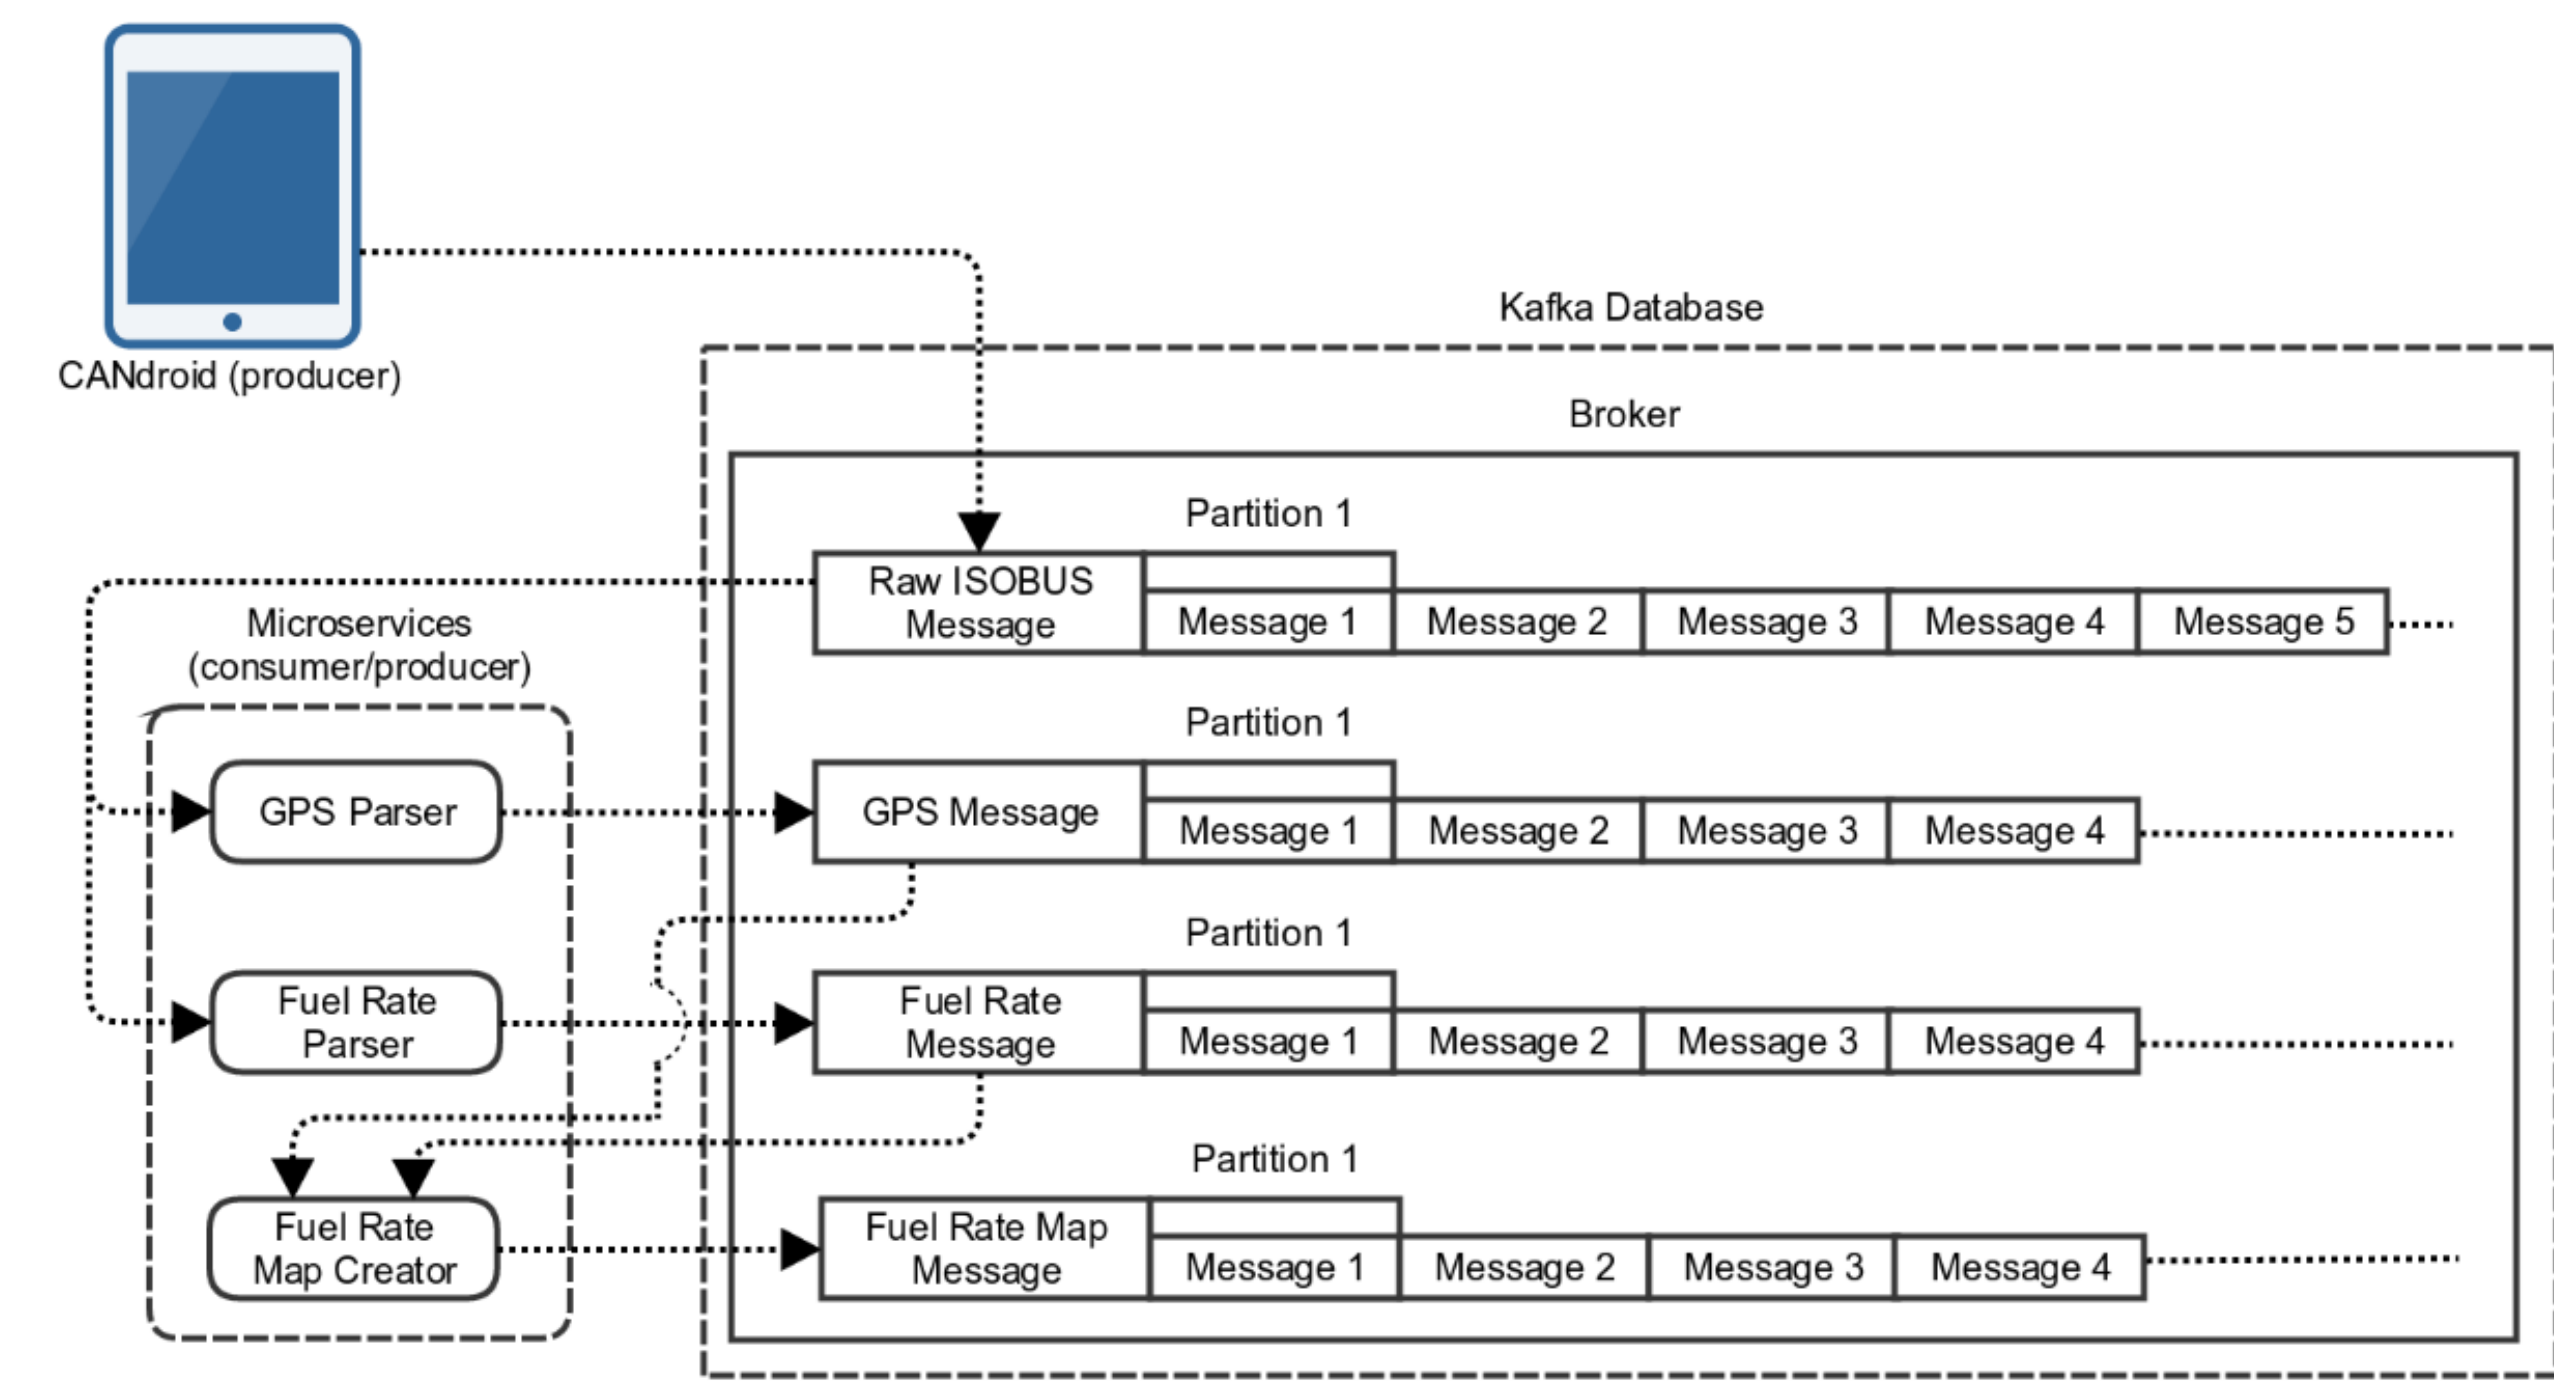 CANdroid (producer)
Kafka Database
Broker
Partition 1
Raw ISOBUS
Message
Message 1
Message 2
Message 3
Message 4
Message 5
Microservices
(consumer/producer)
Partition 1
GPS Parser
GPS Message
Message 1
Message 2
Message 3
Message 4
Partition 1
Fuel Rate
Parser
Fuel Rate
Message
Message 1
Message 2
Message 3
Message 4
Partition 1
Fuel Rate
Map Creator
Fuel Rate Map
Message
Message 1
Message 2
Message 3
Message 4